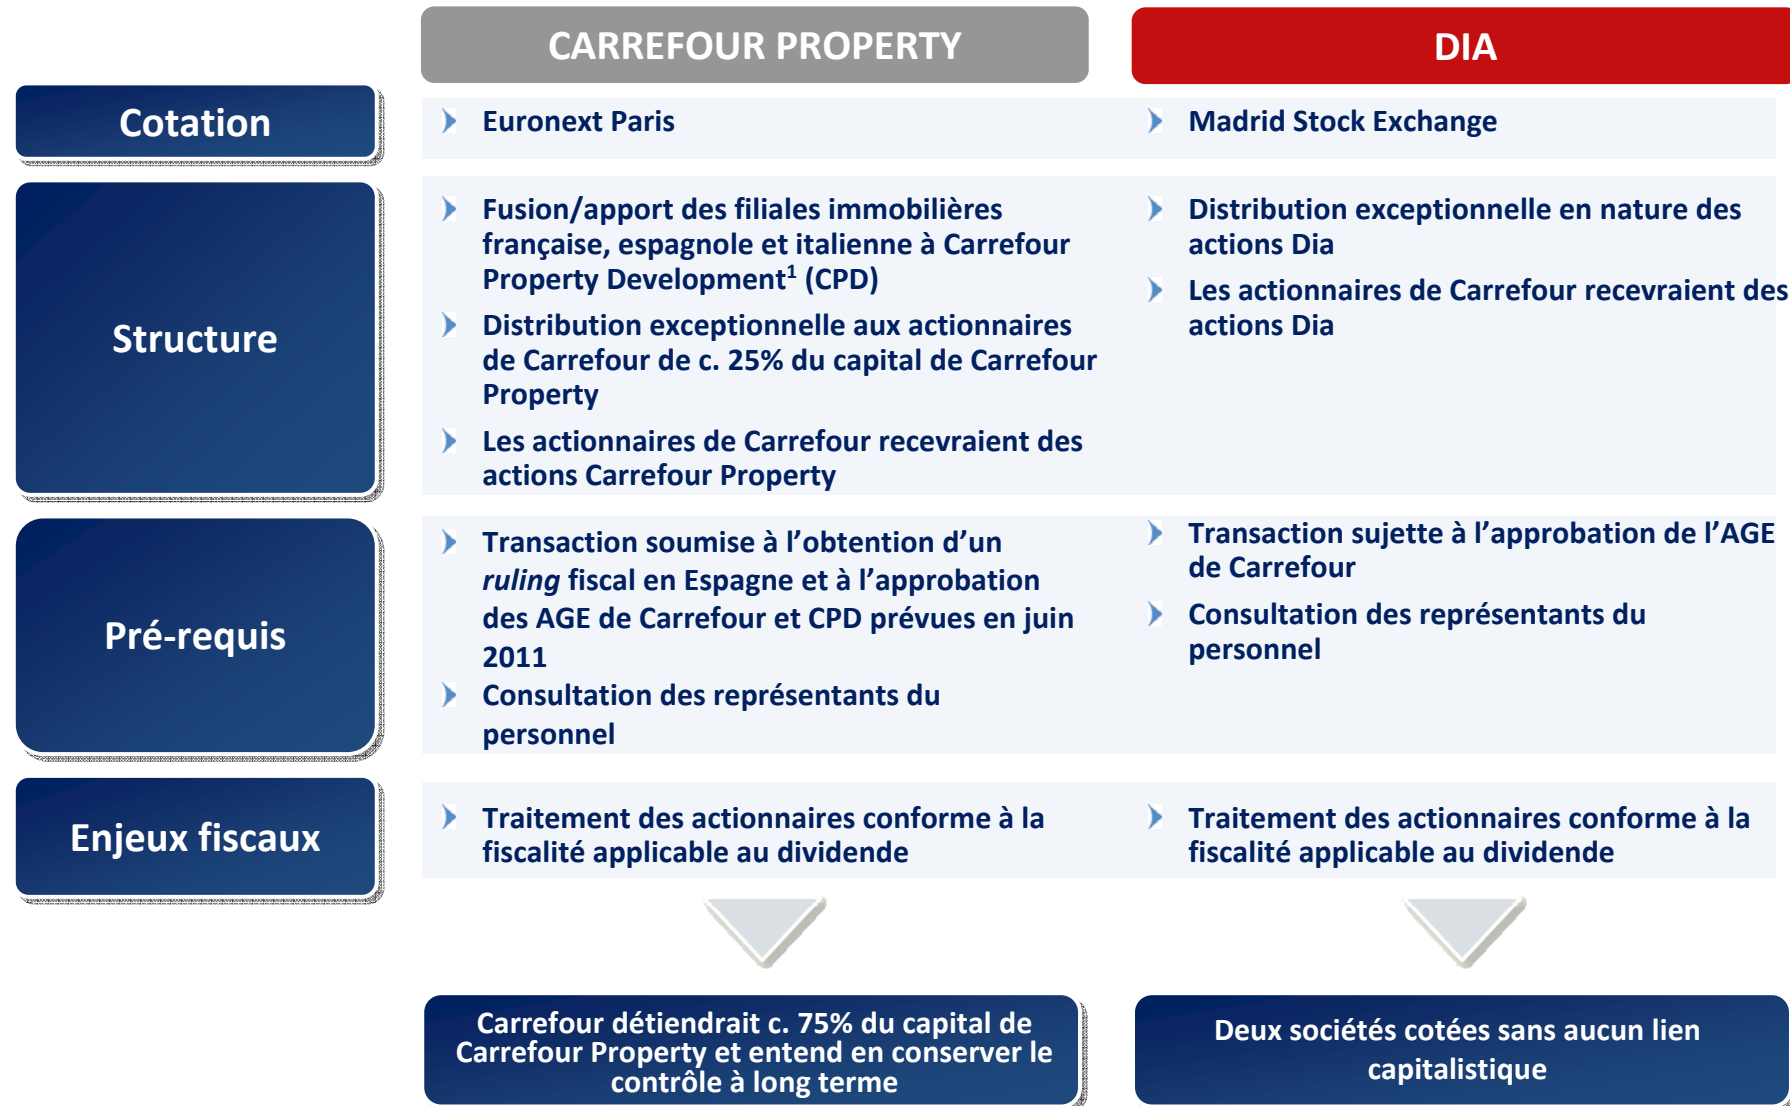 CARREFOUR PROPERTY
DIA
Cotation
Euronext Paris
Madrid Stock Exchange
Structure
Fusion/apport des filiales immobilières
française, espagnole et italienne à Carrefour
Property Development¹ (CPD)
Distribution exceptionnelle aux actionnaires
de Carrefour de c. 25% du capital de Carrefour
Property
Les actionnaires de Carrefour recevraient des
actions Carrefour Property
Distribution exceptionnelle en nature des
actions Dia
Les actionnaires de Carrefour recevraient des
actions Dia
Pré-requis
Transaction soumise à l’obtention d’un
ruling fiscal en Espagne et à l’approbation
des AGE de Carrefour et CPD prévues en juin
2011
Consultation des représentants du
personnel
Transaction sujette à l’approbation de l’AGE
de Carrefour
Consultation des représentants du
personnel
Enjeux fiscaux
Traitement des actionnaires conforme à la
fiscalité applicable au dividende
Traitement des actionnaires conforme à la
fiscalité applicable au dividende
Carrefour détiendrait c. 75% du capital de
Carrefour Property et entend en conserver le
contrôle à long terme
Deux sociétés cotées sans aucun lien
capitalistique